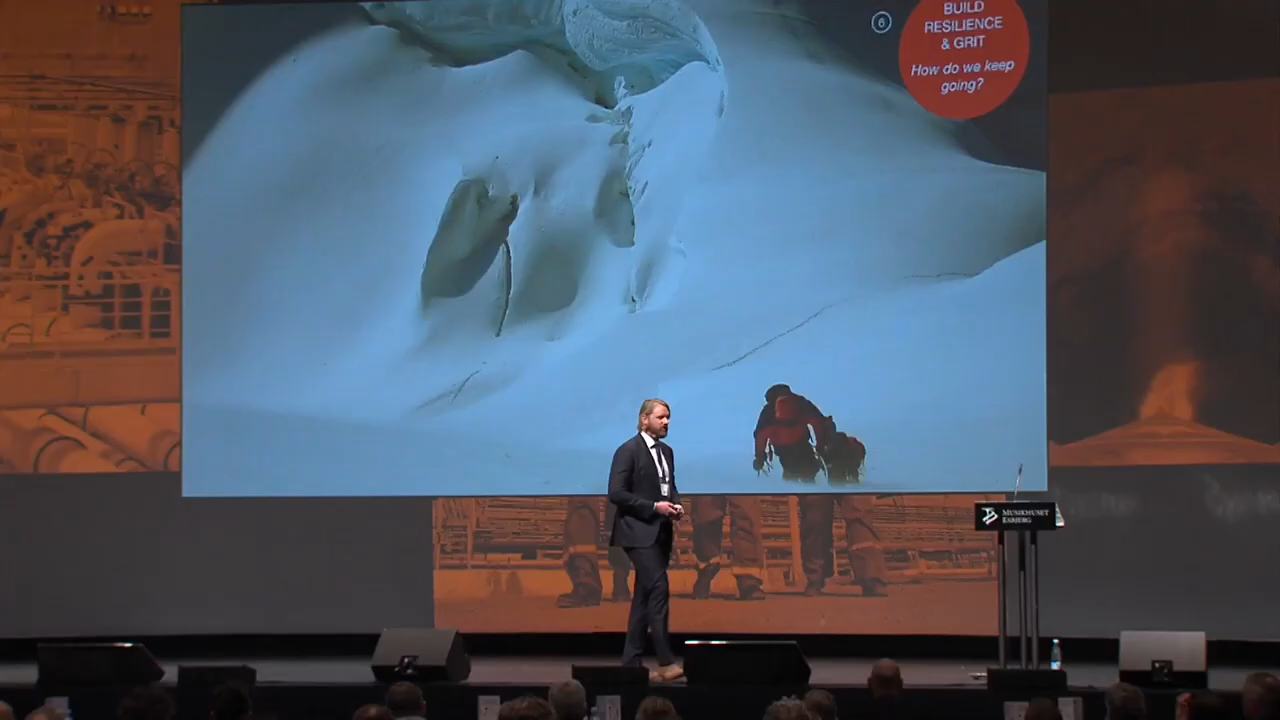 6
BUILD
RESILIENCE
& GRIT
How do we keep
going?
MUSIKHUSET
ESBJERG